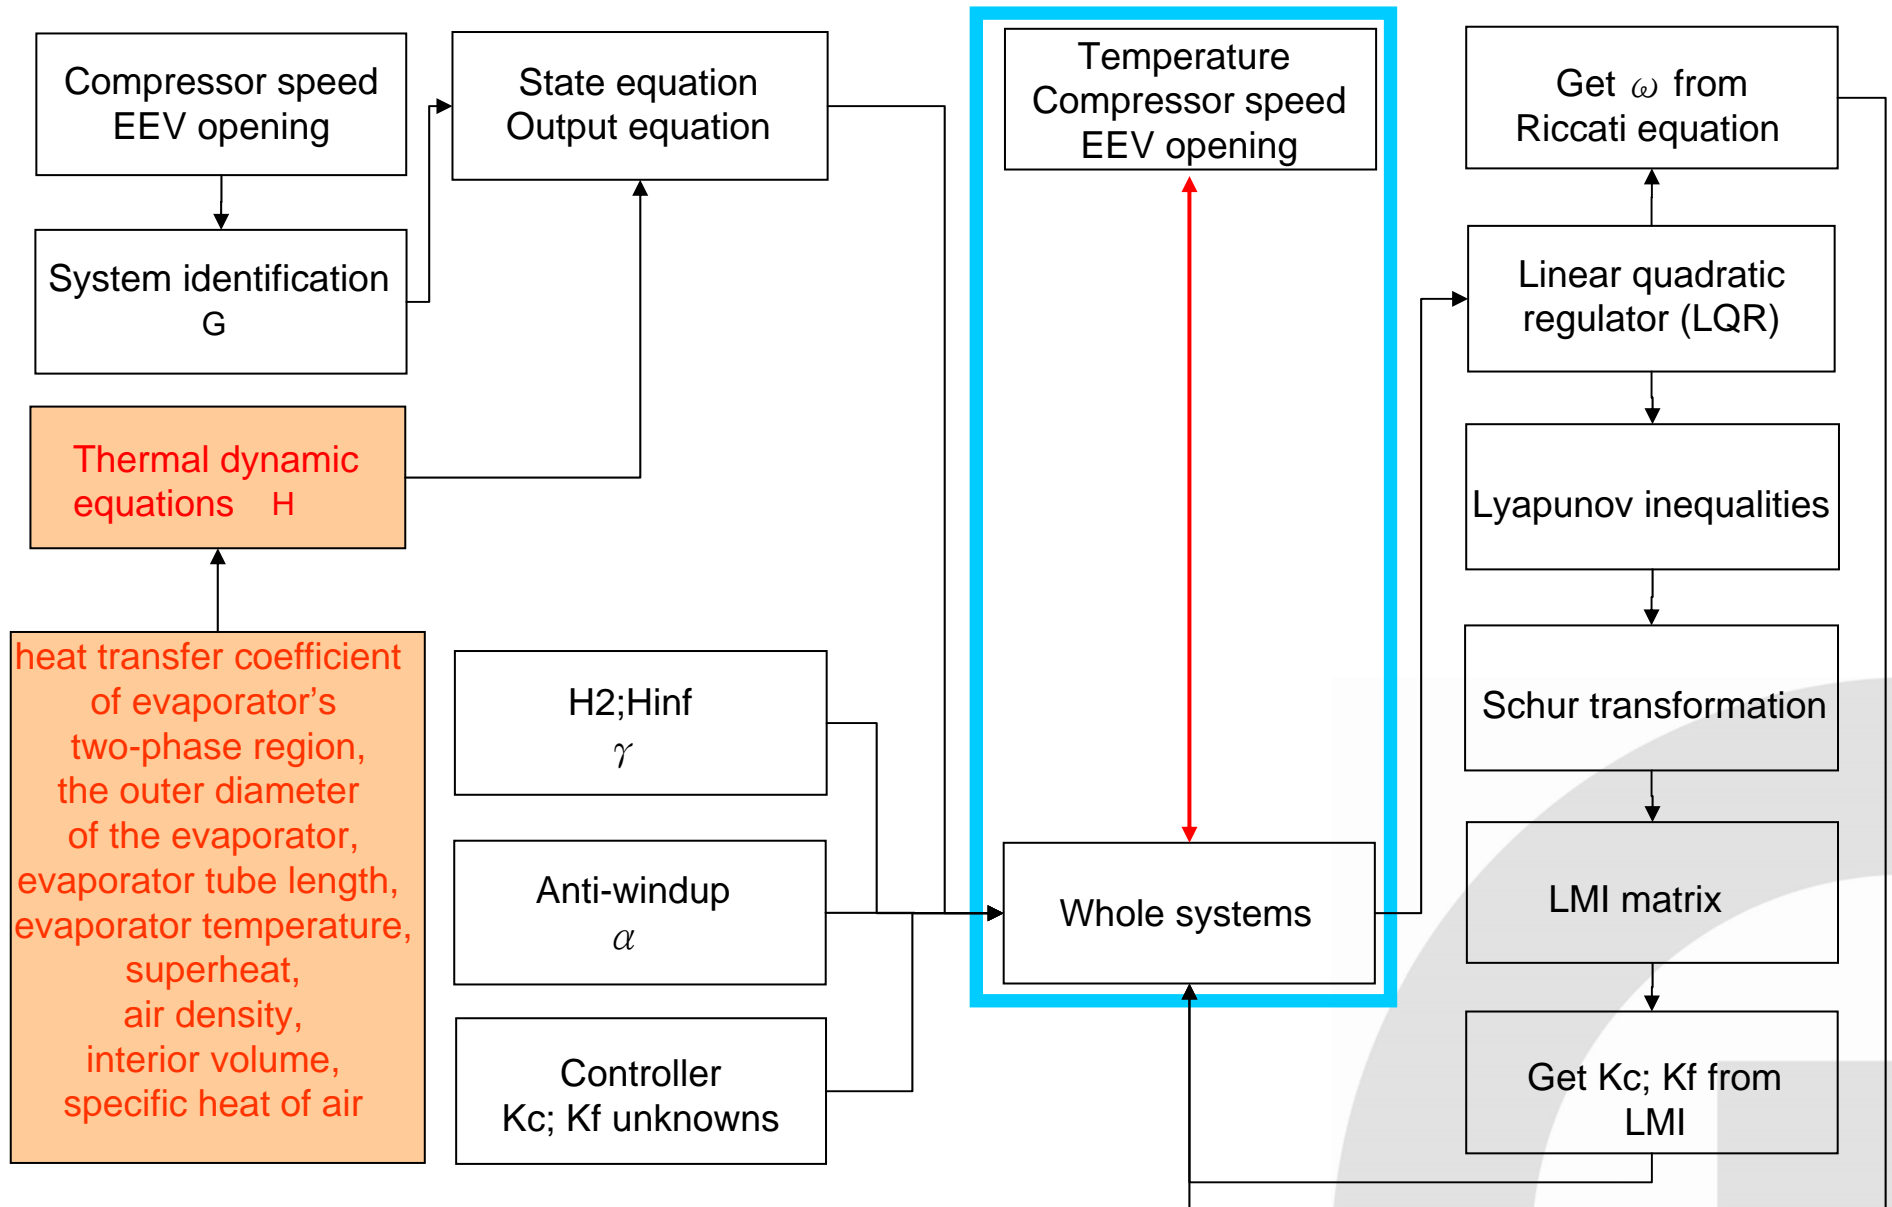 Compressor speed
EEV opening
System identification
G
Thermal dynamic
equations H
heat transfer coefficient
of evaporator's
two-phase region,
the outer diameter
of the evaporator,
evaporator tube length,
evaporator temperature,
superheat,
air density,
interior volume,
specific heat of air
State equation
Output equation
H2;Hinf
γ
Anti-windup
α
Controller
Kc; Kf unknowns
Temperature
Compressor speed
EEV opening
Whole systems
Get ω from
Riccati equation
Linear quadratic
regulator (LQR)
Lyapunov inequalities
Schur transformation
LMI matrix
Get Kc; Kf from
LMI